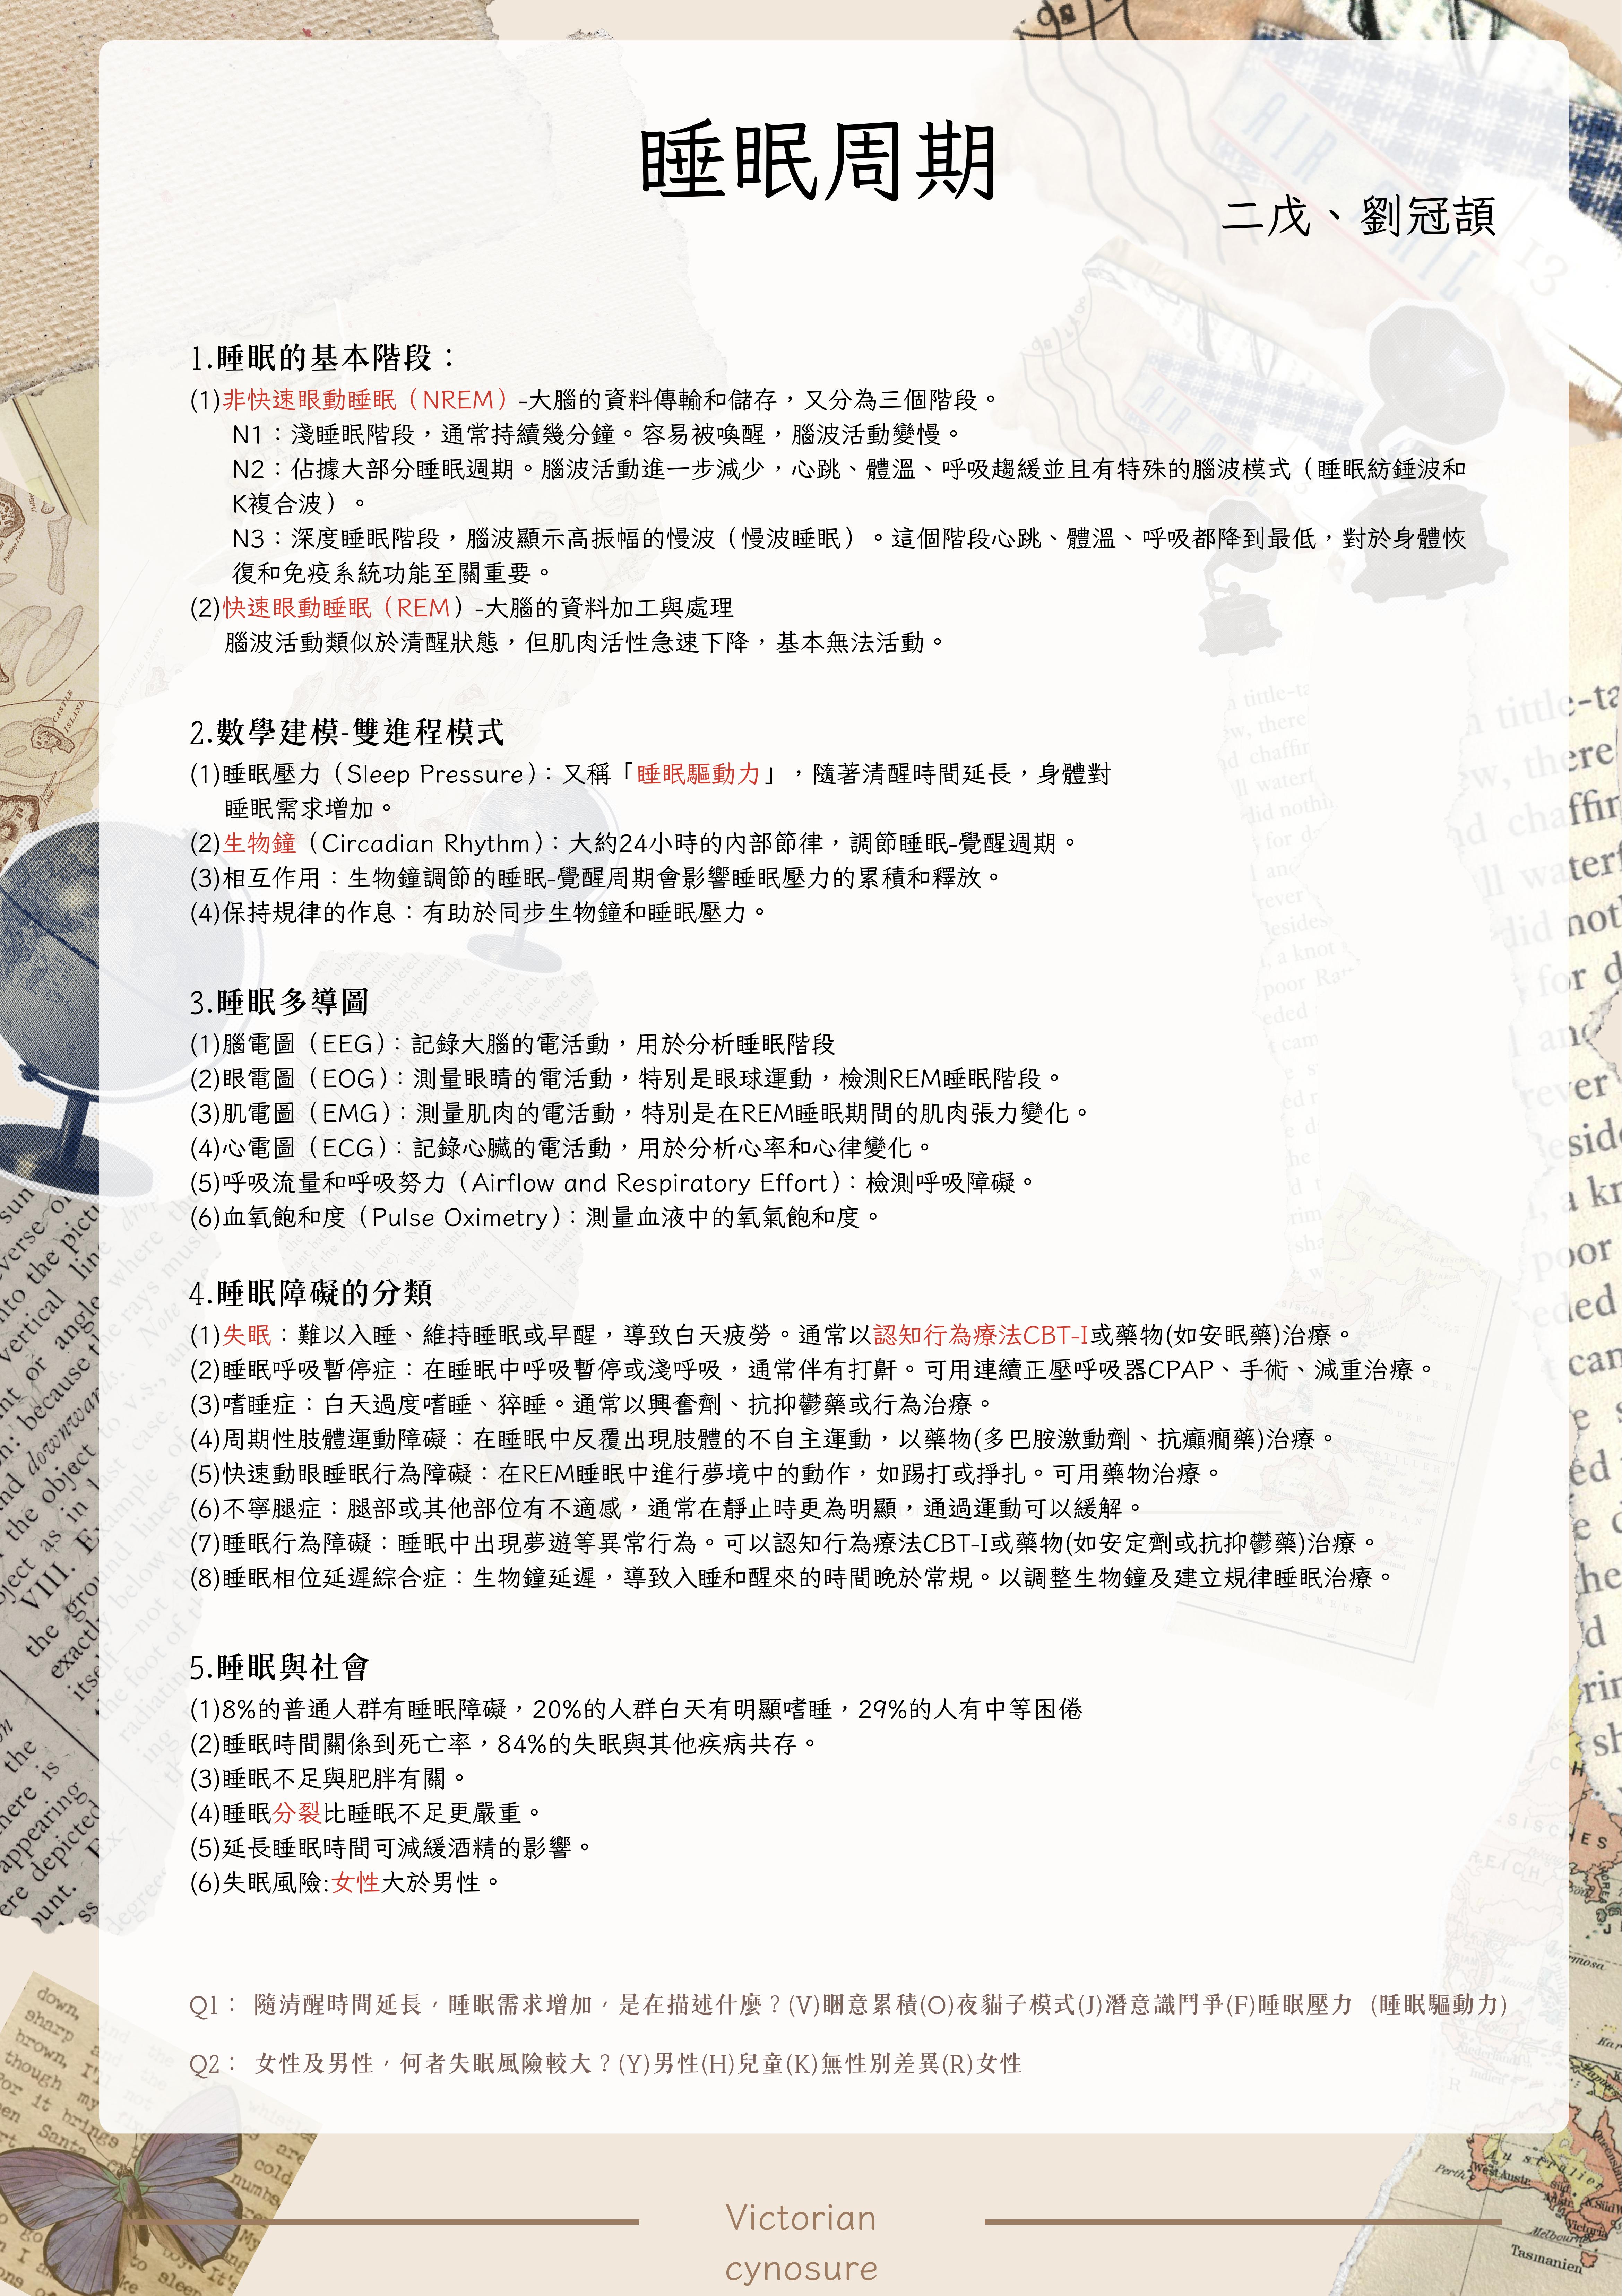 睡眠周期
二戊、劉冠頡
1.睡眠的基本階段：
(1)非快速眼動睡眠（NREM）-大腦的資料傳輸和儲存，又分為三個階段。
N1：淺睡眠階段，通常持續幾分鐘。容易被喚醒，腦波活動變慢。
N2：佔據大部分睡眠週期。腦波活動進一步減少，心跳、體溫、呼吸趨緩並且有特殊的腦波模式（睡眠紡錘波和
K複合波）。
N3：深度睡眠階段，腦波顯示高振幅的慢波（慢波睡眠）。這個階段心跳、體溫、呼吸都降到最低，對於身體恢
復和免疫系統功能至關重要。
(2)快速眼動睡眠（REM）-大腦的資料加工與處理
腦波活動類似於清醒狀態，但肌肉活性急速下降，基本無法活動。
2.數學建模-雙進程模式
(1)睡眠壓力（Sleep Pressure）：又稱「睡眠驅動力」，隨著清醒時間延長，身體對
睡眠需求增加。
(2)生物鐘（Circadian Rhythm）：大約24小時的內部節律，調節睡眠-覺醒週期。
(3)相互作用：生物鐘調節的睡眠-覺醒周期會影響睡眠壓力的累積和釋放。
(4)保持規律的作息：有助於同步生物鐘和睡眠壓力。
3.睡眠多導圖
(1)腦電圖（EEG）：記錄大腦的電活動，用於分析睡眠階段
(2)眼電圖（EOG）：測量眼睛的電活動，特別是眼球運動，檢測REM睡眠階段。
(3)肌電圖（EMG）：測量肌肉的電活動，特別是在REM睡眠期間的肌肉張力變化。
(4)心電圖（ECG）：記錄心臟的電活動，用於分析心率和心律變化。
(5)呼吸流量和呼吸努力（Airflow and Respiratory Effort）：檢測呼吸障礙。
(6)血氧飽和度（Pulse Oximetry）：測量血液中的氧氣飽和度。
4.睡眠障礙的分類
(1)失眠：難以入睡、維持睡眠或早醒，導致白天疲勞。通常以認知行為療法CBT-I或藥物(如安眠藥)治療。
(2)睡眠呼吸暫停症：在睡眠中呼吸暫停或淺呼吸，通常伴有打鼾。可用連續正壓呼吸器CPAP、手術、減重治療。
(3)嗜睡症：白天過度嗜睡、猝睡。通常以興奮劑、抗抑鬱藥或行為治療。
(4)周期性肢體運動障礙：在睡眠中反覆出現肢體的不自主運動，以藥物(多巴胺激動劑、抗癲癇藥)治療。
(5)快速動眼睡眠行為障礙：在REM睡眠中進行夢境中的動作，如踢打或掙扎。可用藥物治療。
(6)不寧腿症：腿部或其他部位有不適感，通常在靜止時更為明顯，通過運動可以緩解。
(7)睡眠行為障礙：睡眠中出現夢遊等異常行為。可以認知行為療法CBT-I或藥物(如安定劑或抗抑鬱藥)治療。
(8)睡眠相位延遲綜合症：生物鐘延遲，導致入睡和醒來的時間晚於常規。以調整生物鐘及建立規律睡眠治療。
5.睡眠與社會
(1)8%的普通人群有睡眠障礙，20%的人群白天有明顯嗜睡，29%的人有中等困倦
(2)睡眠時間關係到死亡率，84%的失眠與其他疾病共存。
(3)睡眠不足與肥胖有關。
(4)睡眠分裂比睡眠不足更嚴重。
(5)延長睡眠時間可減緩酒精的影響。
(6)失眠風險:女性大於男性。
Q1： 隨清醒時間延長，睡眠需求增加，是在描述什麼？(V)睏意累積(O)夜貓子模式(J)潛意識鬥爭(F)睡眠壓力 (睡眠驅動力)
Q2： 女性及男性，何者失眠風險較大？(Y)男性(H)兒童(K)無性別差異(R)女性
Victorian
cynosure